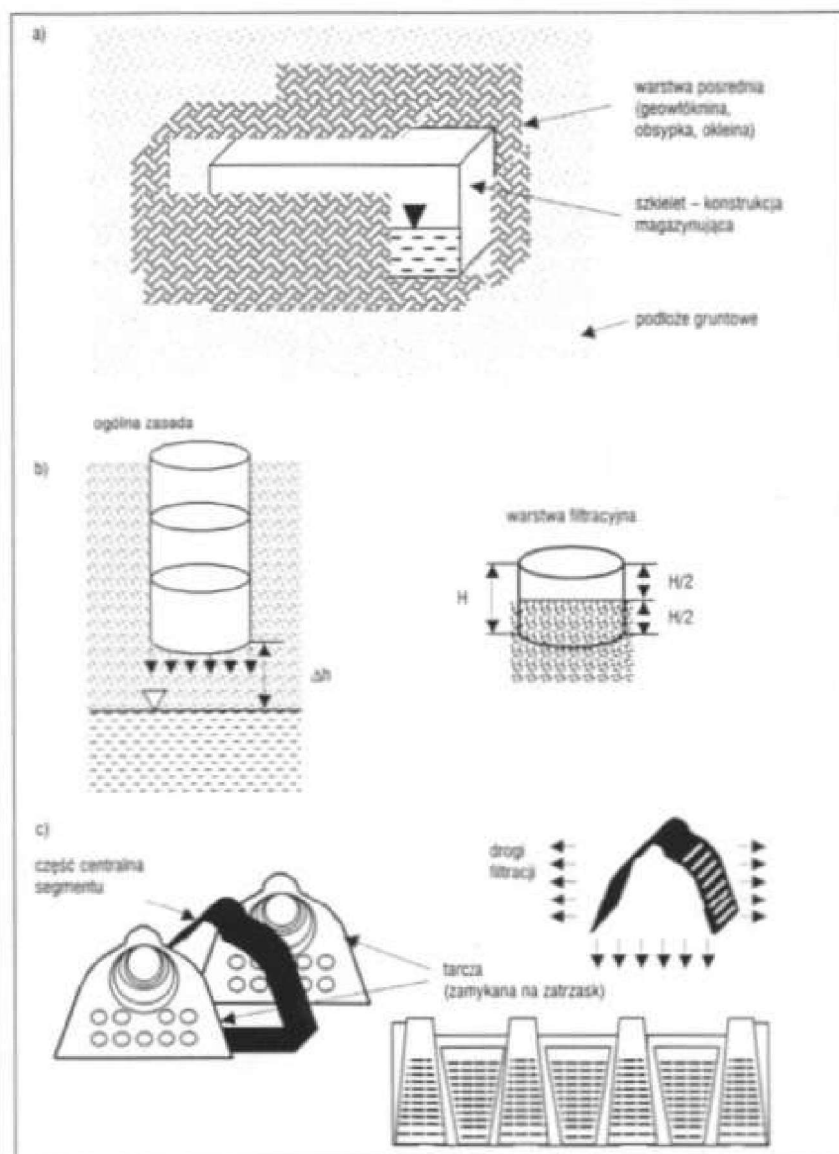 a)
warstwa pośrednia
(geowłóknina,
obsypka, okleina)
szkielet – konstrukcja
magazynująca
podłoże gruntowe
ogólna zasada
b)
warstwa filtracyjna
H
H/2
H/2
Δh
c)
część centralna
segmentu
drogi
filtracji
tarcza
(zamykana na zatrzask)